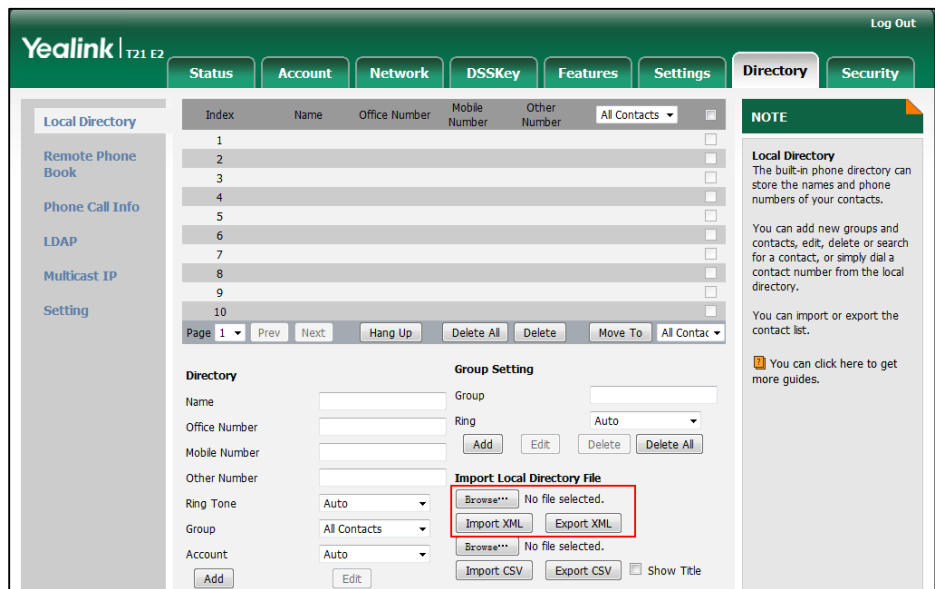 Log Out
Yealink T21 E2
Status Account Network DSSKey Features Settings Directory Security
Local Directory
Remote Phone
Book
Phone Call Info
LDAP
Multicast IP
Setting
Index Name Office Number Mobile Number Other Number All Contacts
1
2
3
4
5
6
7
8
9
10
Page 1 Prev Next Hang Up Delete All Delete Move To All Contac
Directory
Name
Office Number
Mobile Number
Other Number
Ring Tone Auto
Group All Contacts
Account Auto
Add Edit
Group Setting
Group
Ring Auto
Add Edit Delete Delete All
Import Local Directory File
Browse... No file selected.
Import XML Export XML
Browse... No file selected.
Import CSV Export CSV Show Title
NOTE
Local Directory
The built-in phone directory can
store the names and phone
numbers of your contacts.
You can add new groups and
contacts, edit, delete or search
for a contact, or simply dial a
contact number from the local
directory.
You can import or export the
contact list.
You can click here to get
more guides.